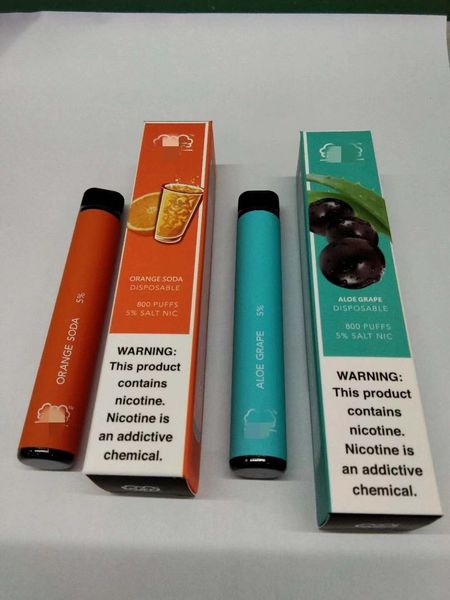 ORANGE SODA 5%
ORANGE SODA
DISPOSABLE
800 PUFFS
5% SALT NIC
WARNING:
This product
contains
nicotine.
Nicotine is
an addictive
chemical.
ALOE GRAPE 5%
ALOE GRAPE
DISPOSABLE
800 PUFFS
5% SALT NIC
WARNING:
This product
contains
nicotine.
Nicotine is
an addictive
chemical.